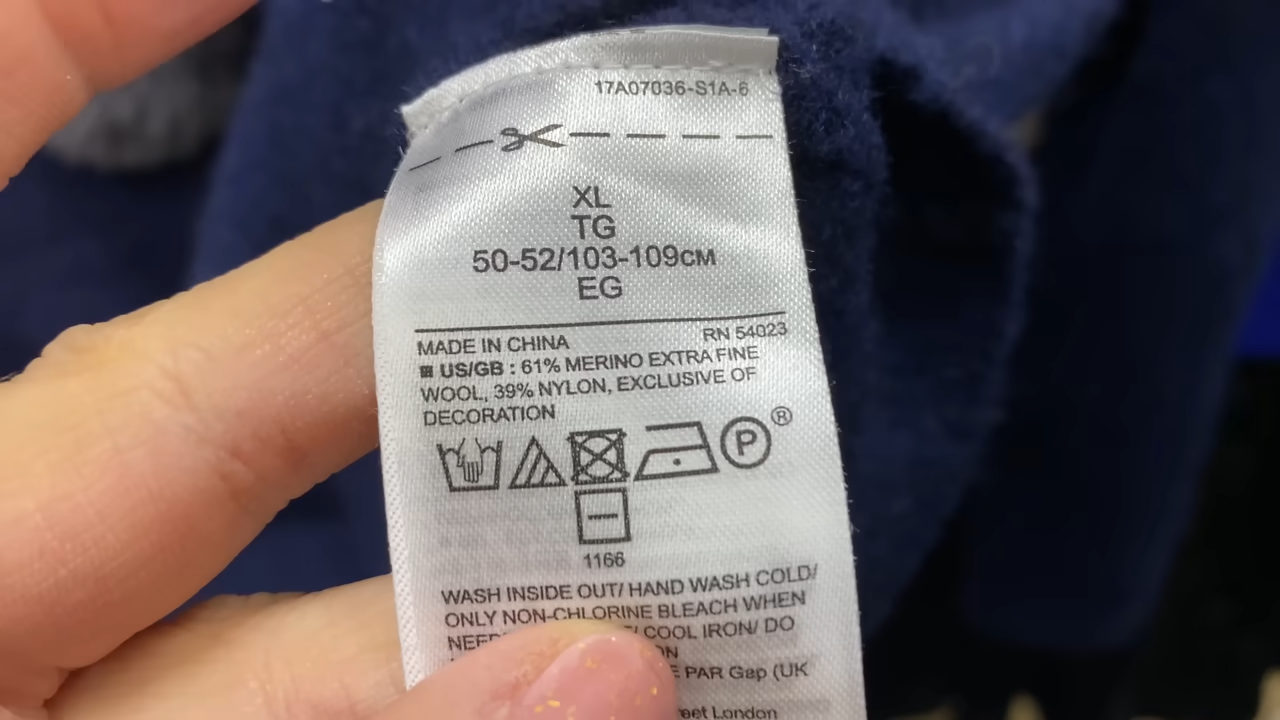 17A07036-S1A-6
XL
TG
50-52/103-109CM
EG
MADE IN CHINA RN 54023
US/GB : 61% MERINO EXTRA FINE
WOOL, 39% NYLON, EXCLUSIVE OF
DECORATION
P ®
1166
WASH INSIDE OUT/ HAND WASH COLD/
ONLY NON-CHLORINE BLEACH WHEN
COOL IRON/ DO
PAR Gap (UK
London